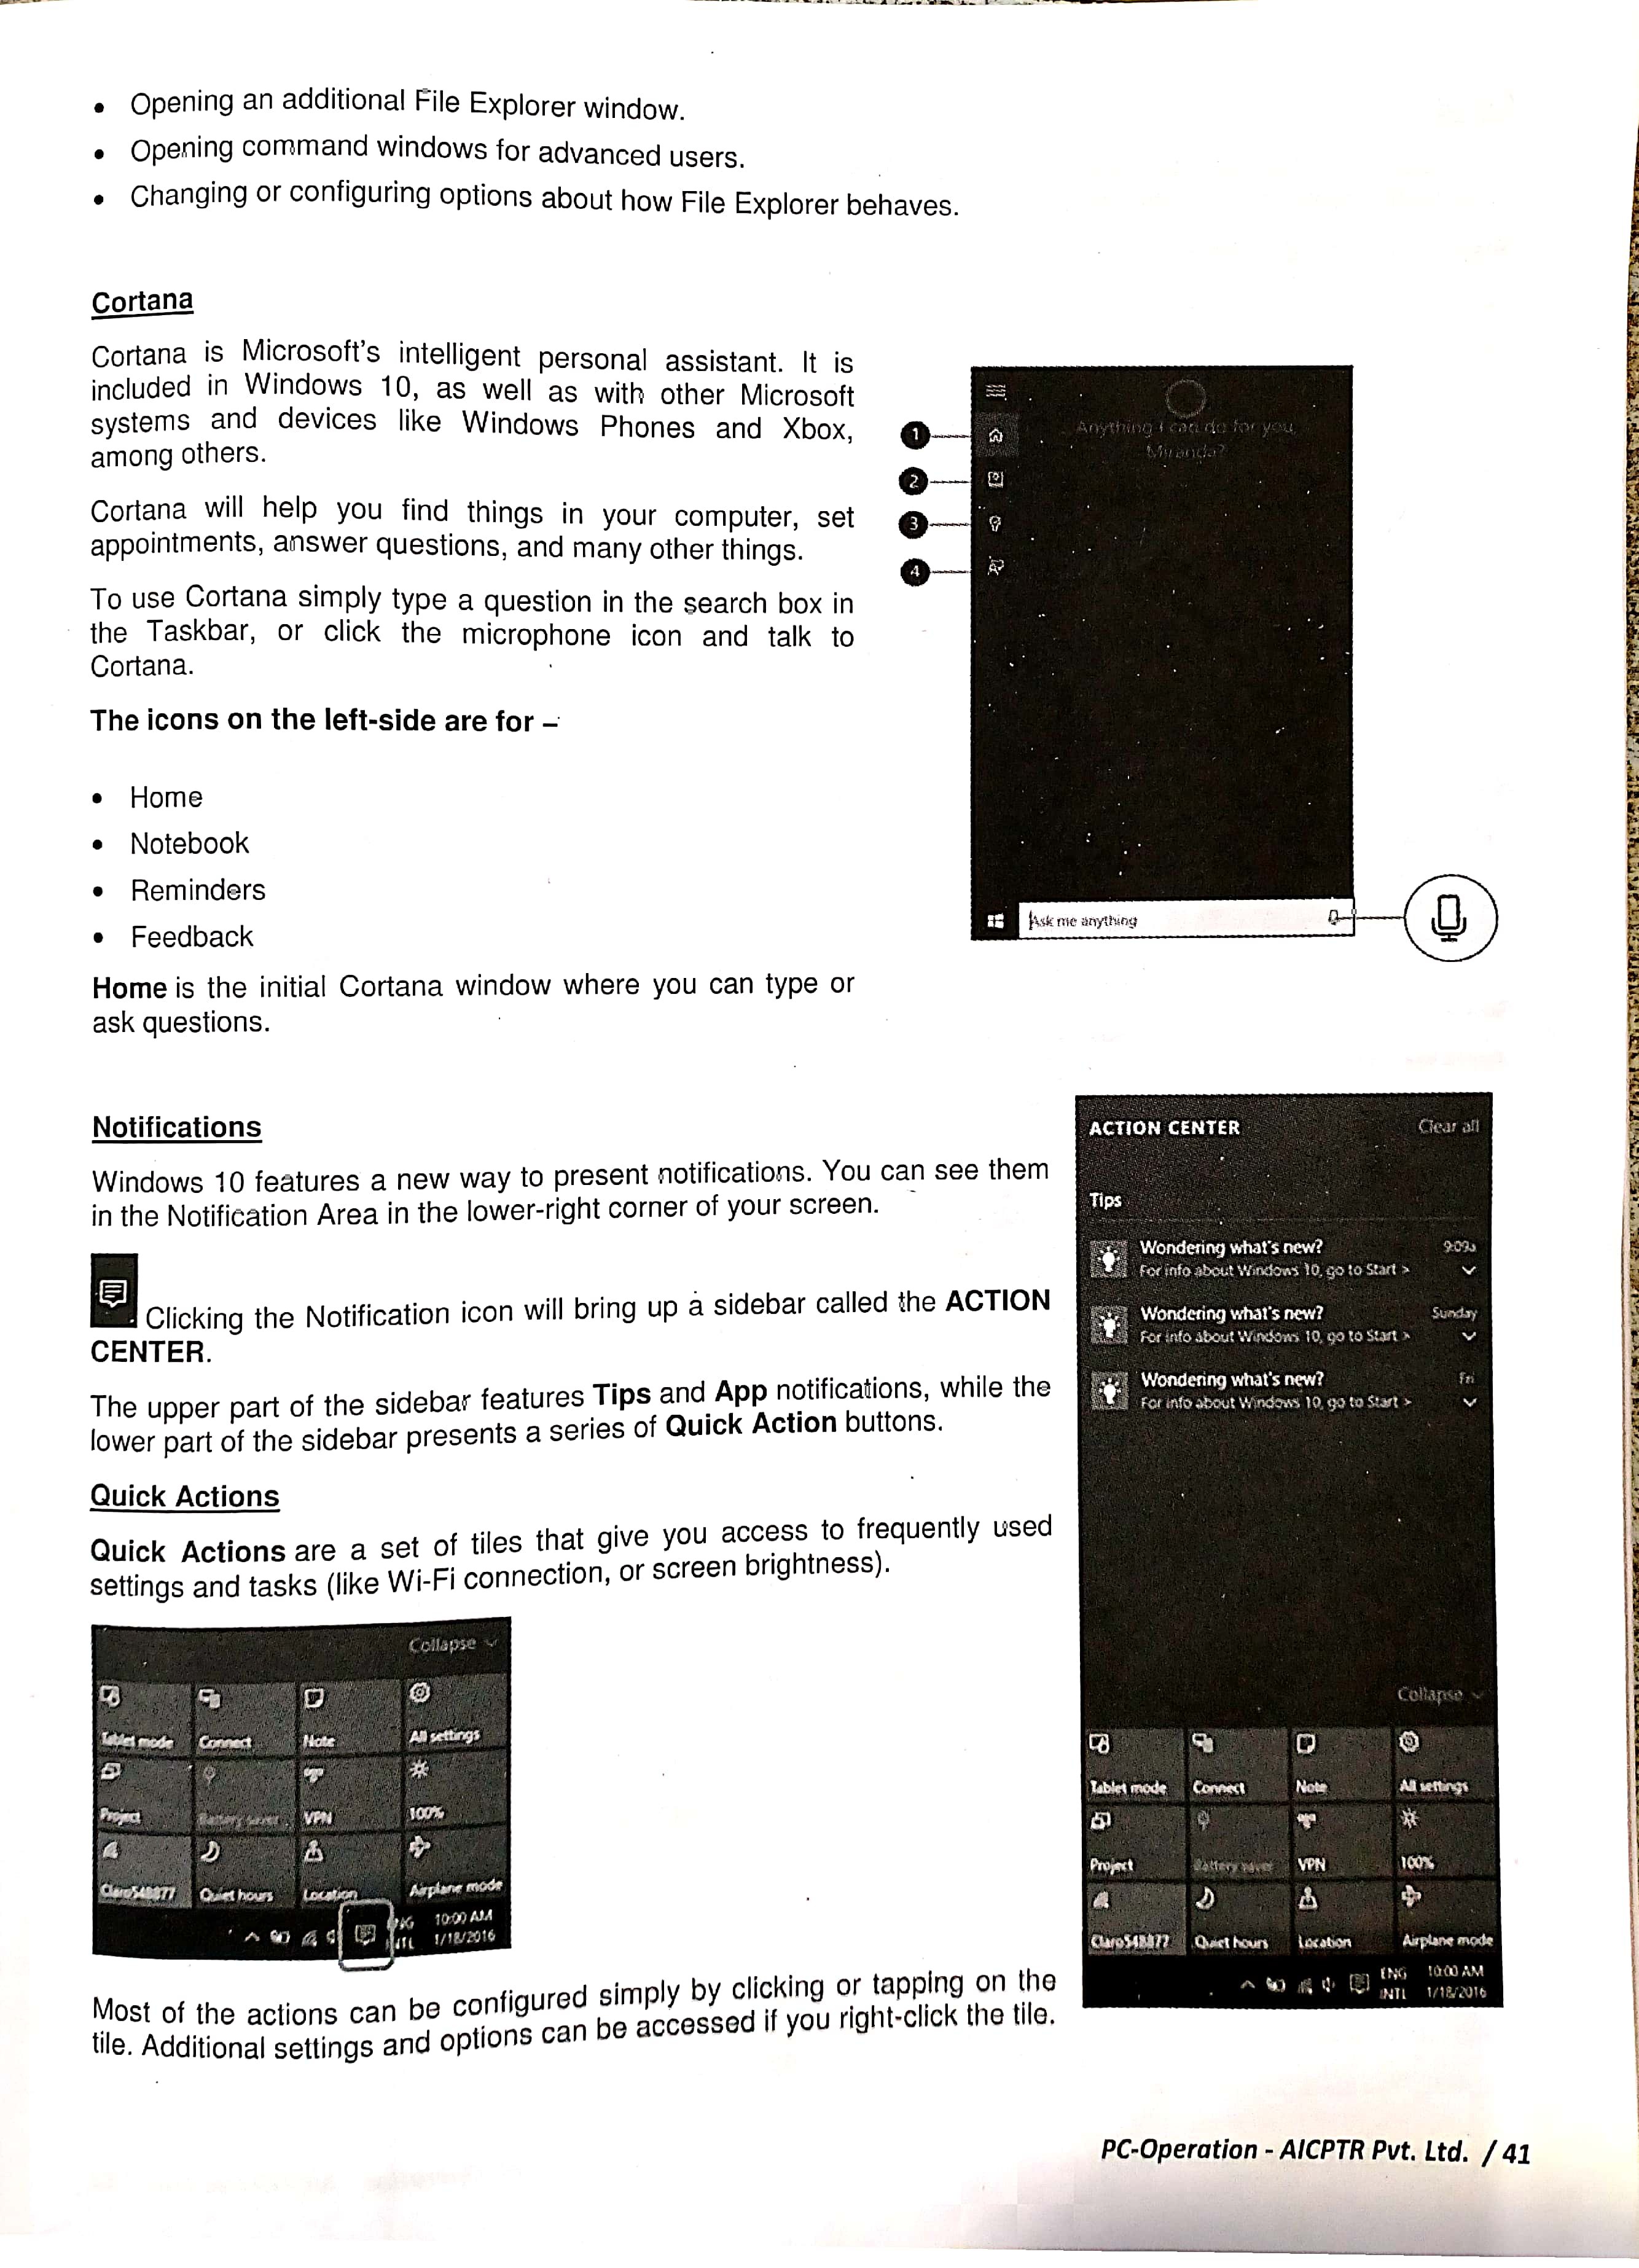 • Opening an additional File Explorer window.
• Opening command windows for advanced users.
• Changing or configuring options about how File Explorer behaves.
Cortana
Cortana is Microsoft's intelligent personal assistant. It is
included in Windows 10, as well as with other Microsoft
systems and devices like Windows Phones and Xbox,
among others.
Cortana will help you find things in your computer, set
appointments, answer questions, and many other things.
To use Cortana simply type a question in the search box in
the Taskbar, or click the microphone icon and talk to
Cortana.
The icons on the left-side are for –
• Home
• Notebook
• Reminders
• Feedback
Home is the initial Cortana window where you can type or
ask questions.
1
2
3
4
Anything I can do for you,
Miranda?
Ask me anything
Notifications
Windows 10 features a new way to present notifications. You can see them
in the Notification Area in the lower-right corner of your screen.
Clicking the Notification icon will bring up a sidebar called the ACTION
CENTER.
The upper part of the sidebar features Tips and App notifications, while the
lower part of the sidebar presents a series of Quick Action buttons.
Quick Actions
Quick Actions are a set of tiles that give you access to frequently used
settings and tasks (like Wi-Fi connection, or screen brightness).
Collapse
Tablet mode Connect Note All settings
Project Battery saver VPN 100%
Claro548877 Quiet hours Location Airplane mode
10:00 AM
INTL 1/18/2016
Most of the actions can be configured simply by clicking or tapping on the
tile. Additional settings and options can be accessed if you right-click the tile.
ACTION CENTER Clear all
Tips
Wondering what's new? 9:09a
For info about Windows 10, go to Start >
Wondering what's new? Sunday
For info about Windows 10, go to Start >
Wondering what's new? Fri
For info about Windows 10, go to Start >
Collapse
Tablet mode Connect Note All settings
Project Battery saver VPN 100%
Claro548877 Quiet hours Location Airplane mode
ENG 10:00 AM
INTL 1/18/2016
PC-Operation - AICPTR Pvt. Ltd. / 41